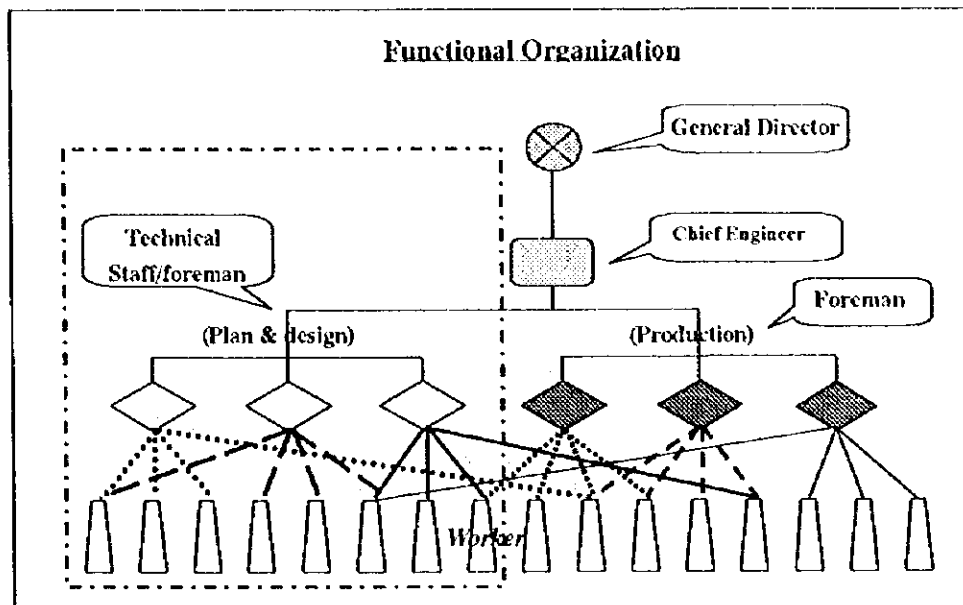 Functional Organization
General Director
Chief Engineer
Technical
Staff/foreman
Foreman
(Plan & design)
(Production)
Worker